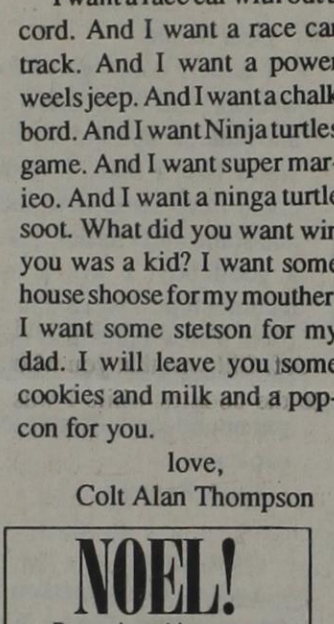 cord. And I want a race car
track. And I want a power
weels jeep. And I want a chalk
bord. And I want Ninja turtles
game. And I want super mar-
ieo. And I want a ninga turtle
soot. What did you want win
you was a kid? I want some
house shoose for my mouther.
I want some stetson for my
dad. I will leave you some
cookies and milk and a pop-
con for you.
love,
Colt Alan Thompson
NOEL!